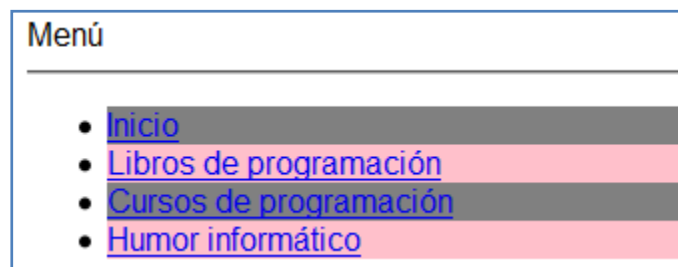 Menú
Inicio
Libros de programación
Cursos de programación
Humor informático